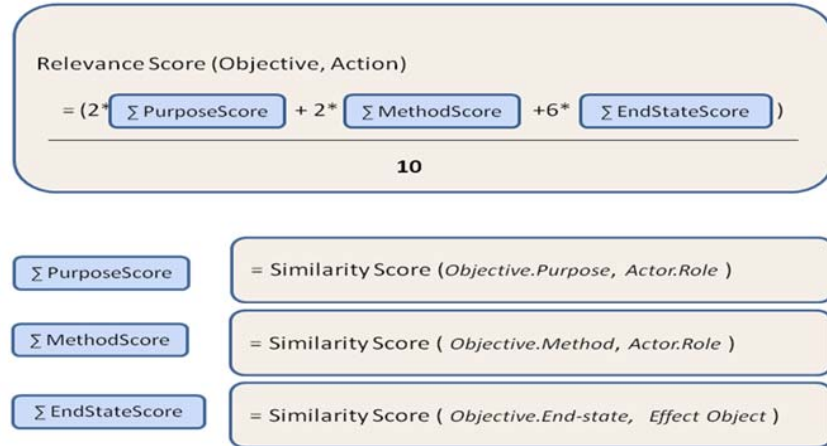 Relevance Score (Objective, Action)
= (2* ∑ PurposeScore + 2* ∑ MethodScore +6* ∑ EndStateScore )
10
∑ PurposeScore = Similarity Score (Objective.Purpose, Actor.Role )
∑ MethodScore = Similarity Score ( Objective.Method, Actor.Role )
∑ EndStateScore = Similarity Score ( Objective.End-state, Effect Object )